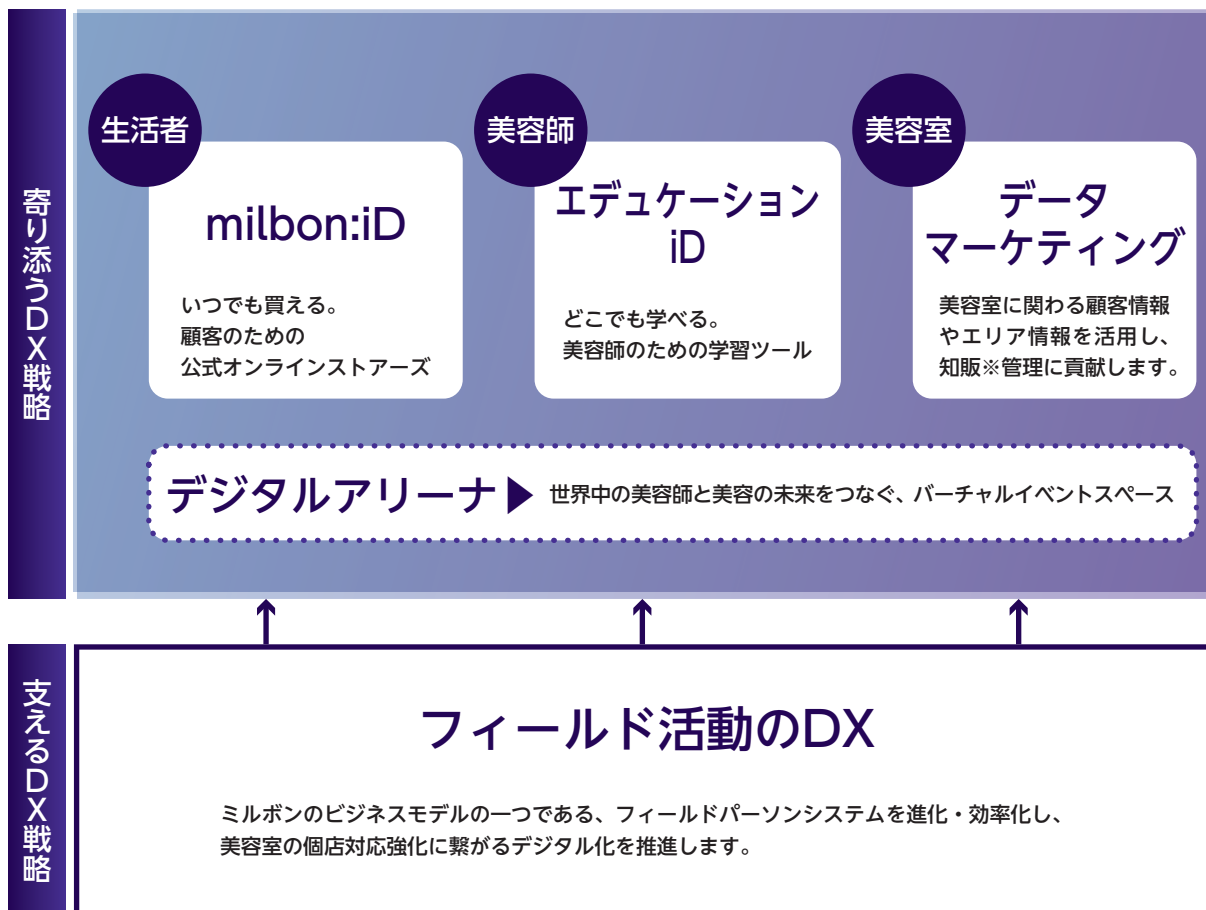 寄り添うDX戦略
生活者
milbon:iD
いつでも買える。
顧客のための
公式オンラインストアーズ
美容師
エデュケーション
iD
どこでも学べる。
美容師のための学習ツール
美容室
データ
マーケティング
美容室に関わる顧客情報
やエリア情報を活用し、
知販※管理に貢献します。
デジタルアリーナ▶ 世界中の美容師と美容の未来をつなぐ、バーチャルイベントスペース
支えるDX戦略
フィールド活動のDX
ミルボンのビジネスモデルの一つである、フィールドパーソンシステムを進化・効率化し、
美容室の個店対応強化に繋がるデジタル化を推進します。